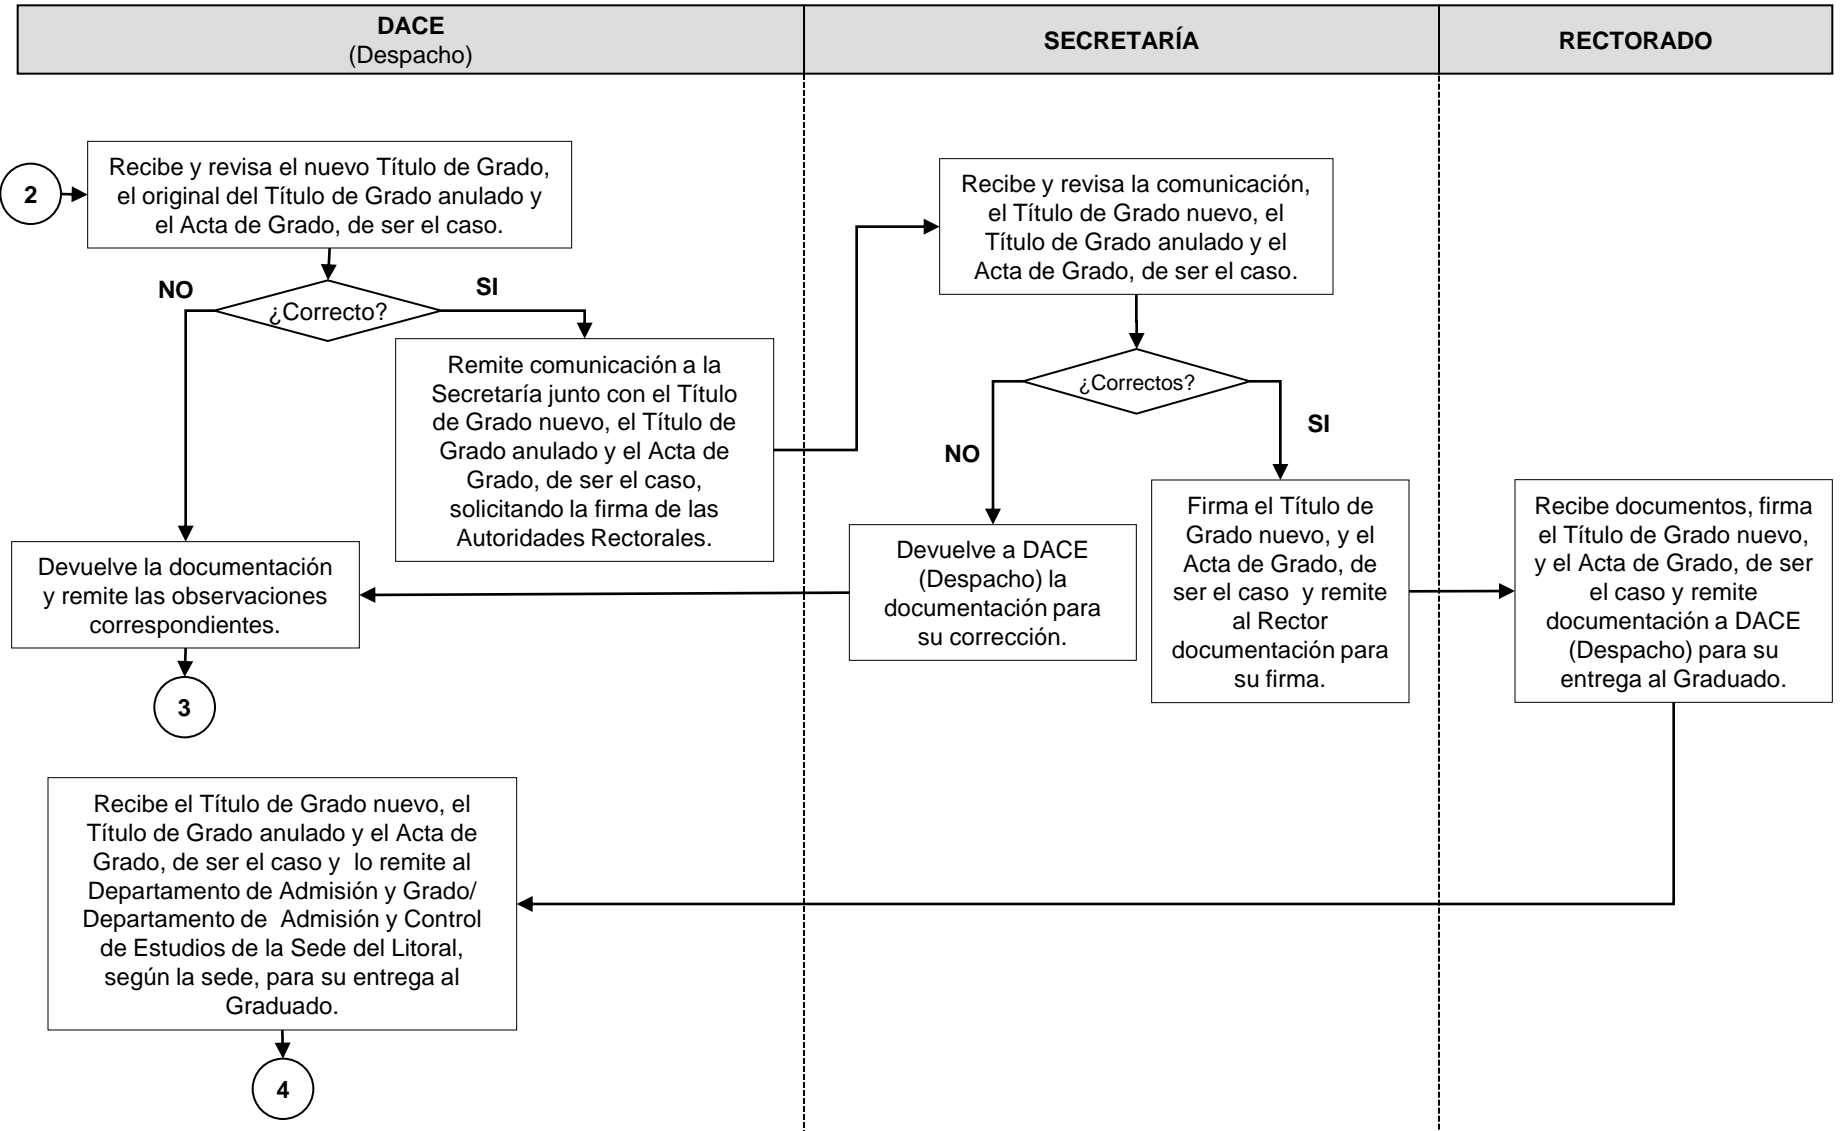 DACE
(Despacho)
SECRETARÍA
RECTORADO
2
Recibe y revisa el nuevo Título de Grado,
el original del Título de Grado anulado y
el Acta de Grado, de ser el caso.
NO
¿Correcto?
SI
Remite comunicación a la
Secretaría junto con el Título
de Grado nuevo, el Título de
Grado anulado y el Acta de
Grado, de ser el caso,
solicitando la firma de las
Autoridades Rectorales.
Devuelve la documentación
y remite las observaciones
correspondientes.
3
Recibe y revisa la comunicación,
el Título de Grado nuevo, el
Título de Grado anulado y el
Acta de Grado, de ser el caso.
¿Correctos?
NO
SI
Devuelve a DACE
(Despacho) la
documentación para
su corrección.
Firma el Título de
Grado nuevo, y el
Acta de Grado, de
ser el caso y remite
al Rector
documentación para
su firma.
Recibe documentos, firma
el Título de Grado nuevo,
y el Acta de Grado, de ser
el caso y remite
documentación a DACE
(Despacho) para su
entrega al Graduado.
Recibe el Título de Grado nuevo, el
Título de Grado anulado y el Acta de
Grado, de ser el caso y lo remite al
Departamento de Admisión y Grado/
Departamento de Admisión y Control
de Estudios de la Sede del Litoral,
según la sede, para su entrega al
Graduado.
4